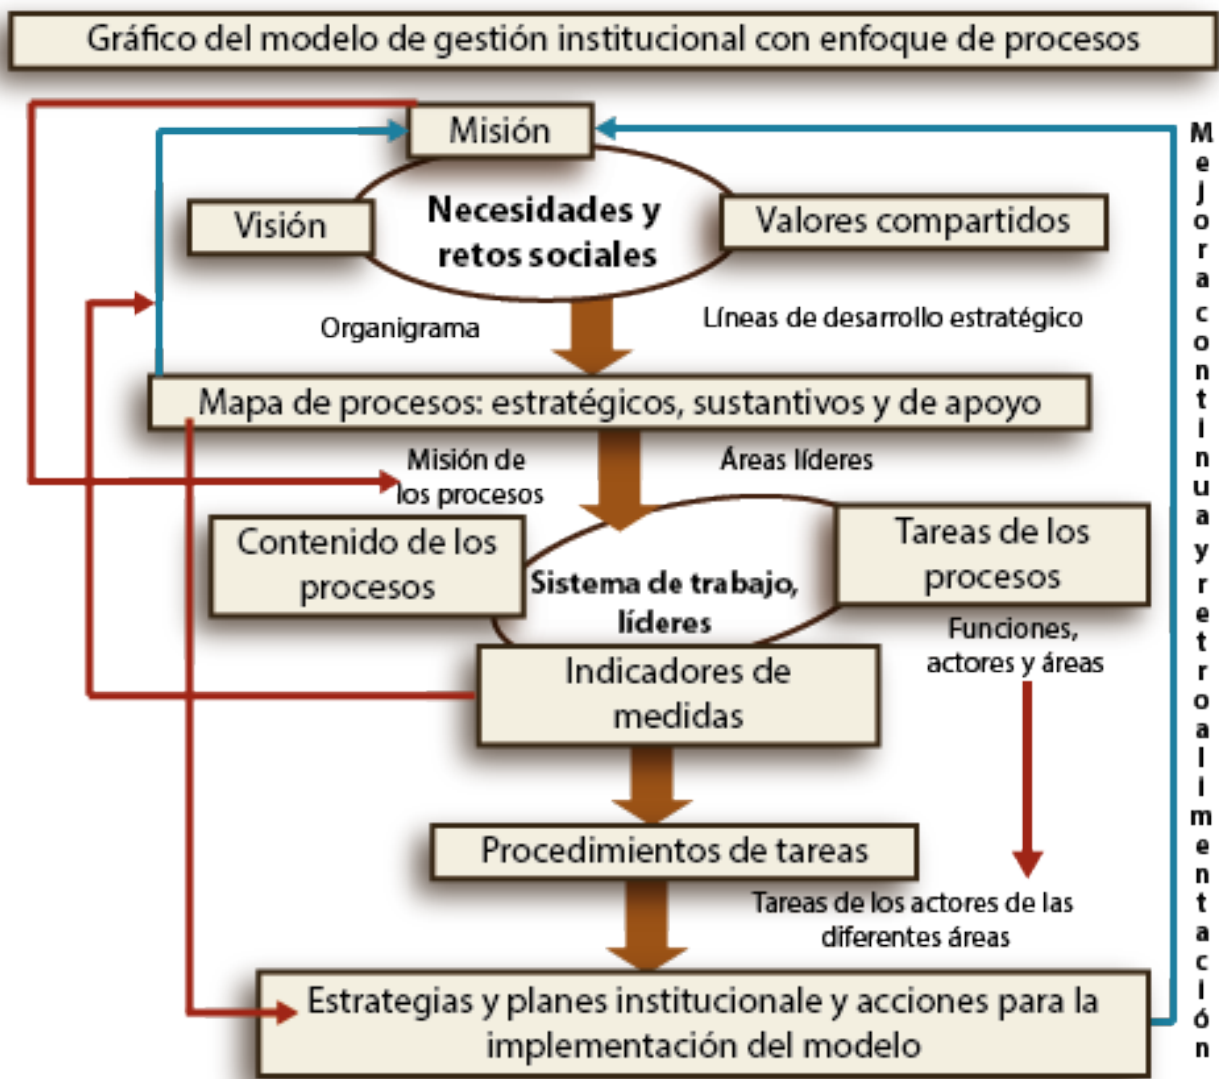 Gráfico del modelo de gestión institucional con enfoque de procesos
Misión
Visión
Necesidades y
retos sociales
Valores compartidos
Organigrama
Líneas de desarrollo estratégico
Mapa de procesos: estratégicos, sustantivos y de apoyo
Misión de
los procesos
Áreas líderes
Contenido de los
procesos
Sistema de trabajo,
líderes
Tareas de los
procesos
Funciones,
actores y áreas
Indicadores de
medidas
Procedimientos de tareas
Tareas de los actores de las
diferentes áreas
Estrategias y planes institucionale y acciones para la
implementación del modelo
Mejora continua y retroalimentación